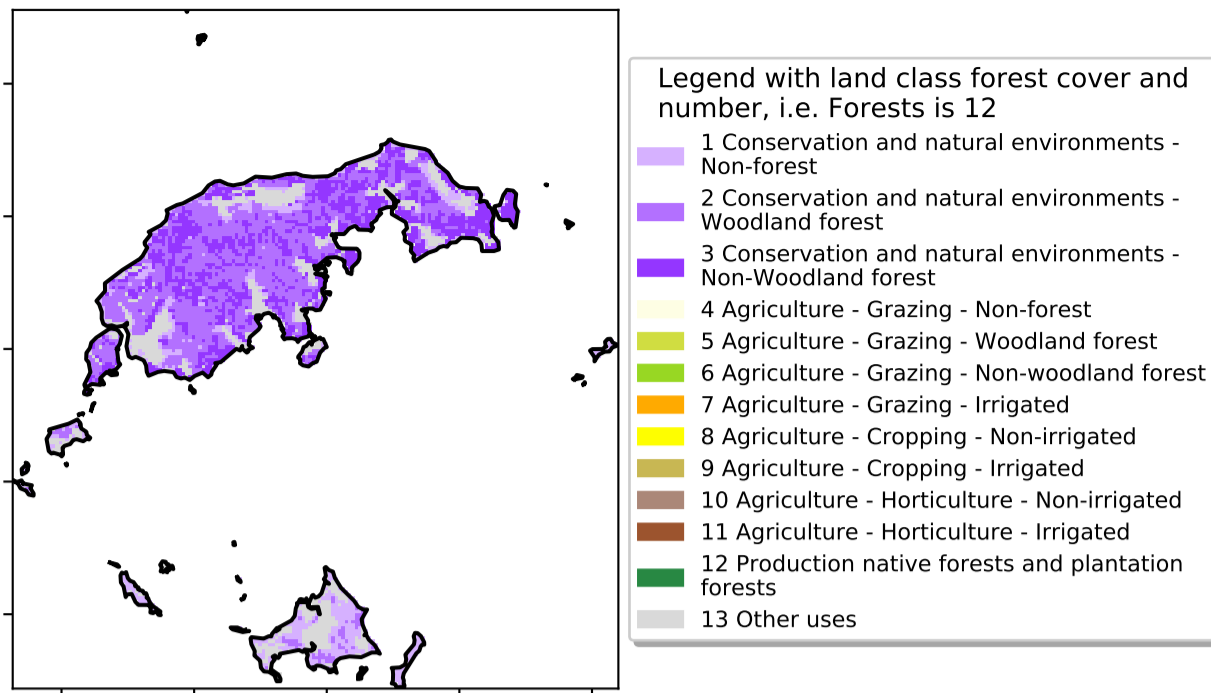 Legend with land class forest cover and
number, i.e. Forests is 12
1 Conservation and natural environments -
Non-forest
2 Conservation and natural environments -
Woodland forest
3 Conservation and natural environments -
Non-Woodland forest
4 Agriculture - Grazing - Non-forest
5 Agriculture - Grazing - Woodland forest
6 Agriculture - Grazing - Non-woodland forest
7 Agriculture - Grazing - Irrigated
8 Agriculture - Cropping - Non-irrigated
9 Agriculture - Cropping - Irrigated
10 Agriculture - Horticulture - Non-irrigated
11 Agriculture - Horticulture - Irrigated
12 Production native forests and plantation
forests
13 Other uses